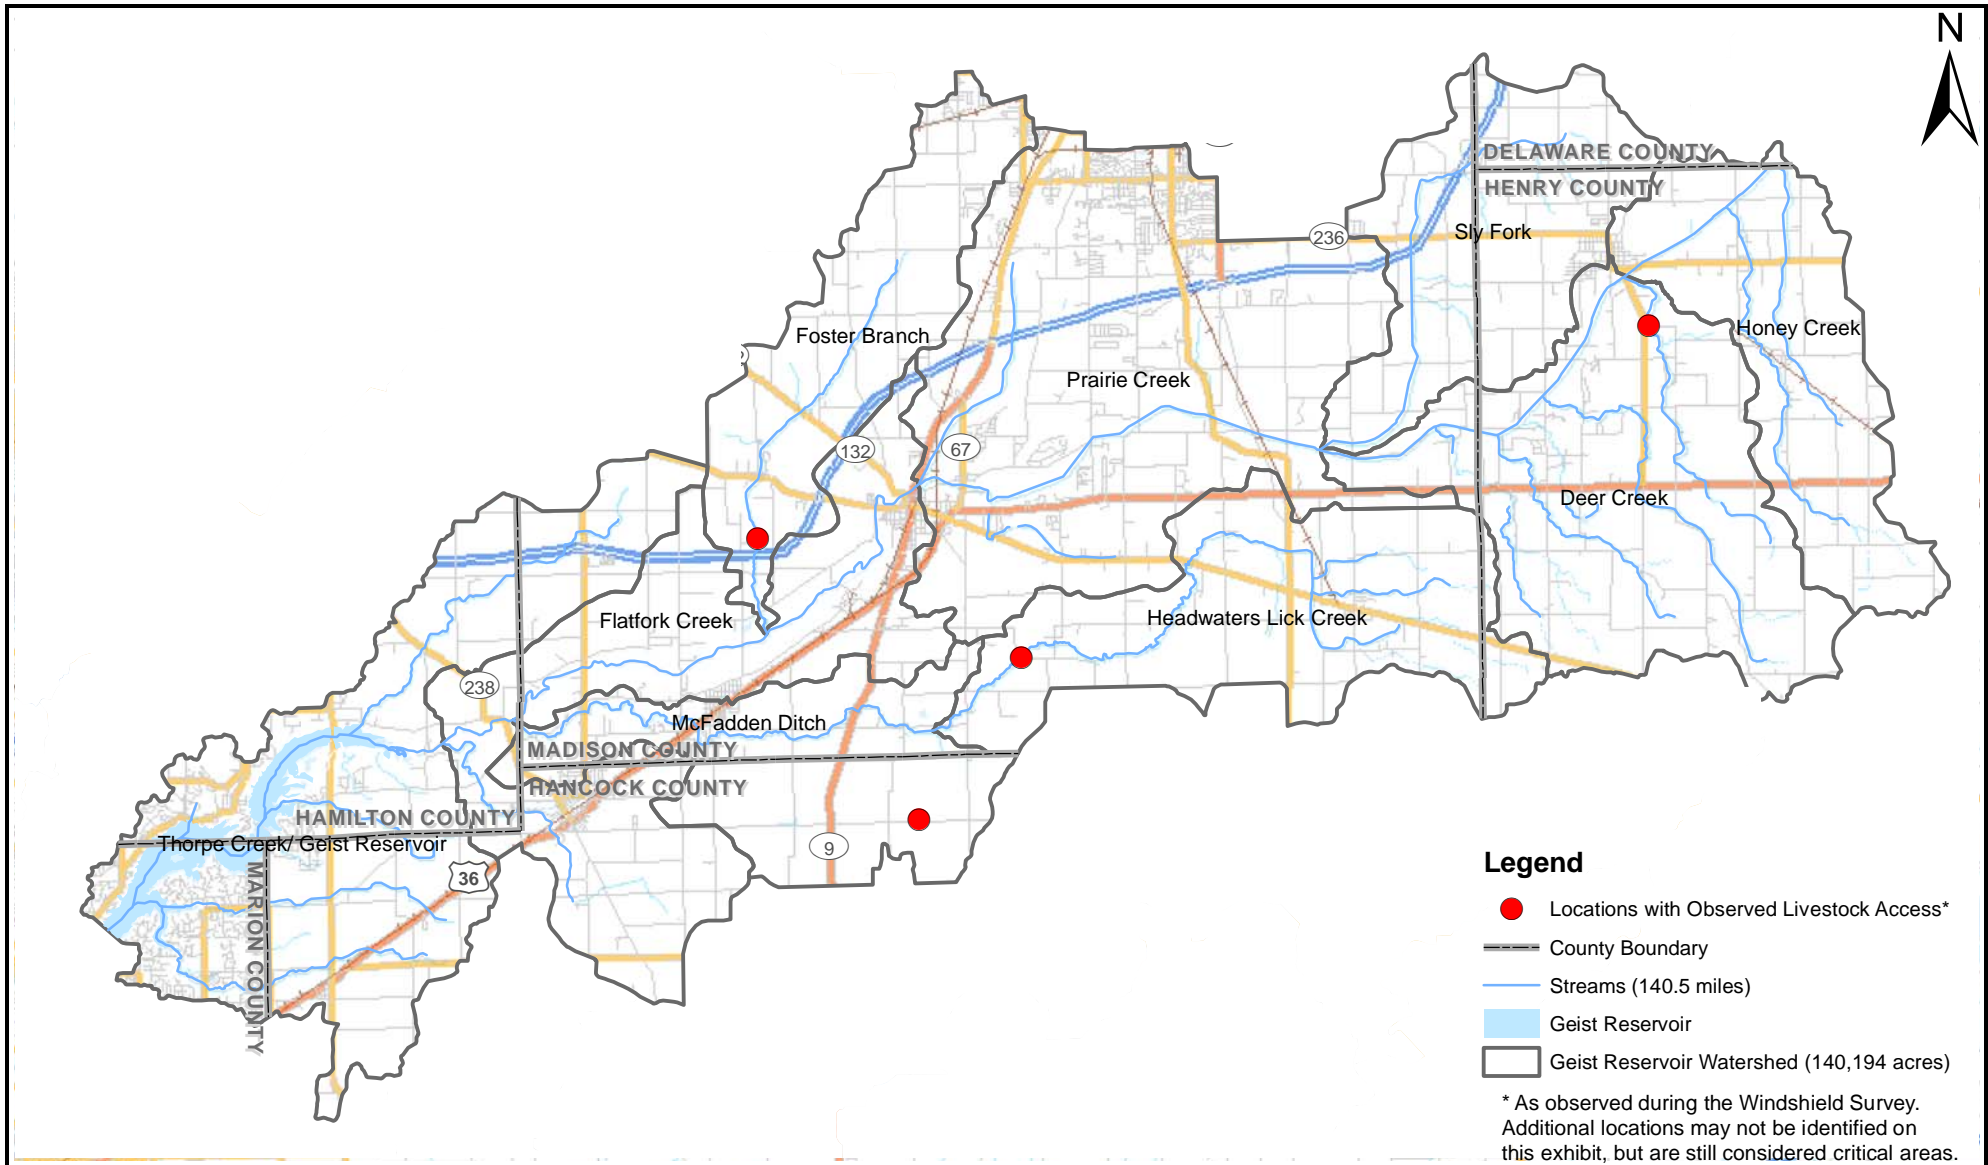 N
DELAWARE COUNTY
HENRY COUNTY
236
Sly Fork
Foster Branch
Honey Creek
Prairie Creek
132
67
Deer Creek
Flatfork Creek
Headwaters Lick Creek
238
McFadden Ditch
MADISON COUNTY
HANCOCK COUNTY
HAMILTON COUNTY
Thorpe Creek/ Geist Reservoir
9
36
MARION COUNTY
Legend
Locations with Observed Livestock Access*
County Boundary
Streams (140.5 miles)
Geist Reservoir
Geist Reservoir Watershed (140,194 acres)
* As observed during the Windshield Survey.
Additional locations may not be identified on
this exhibit, but are still considered critical areas.